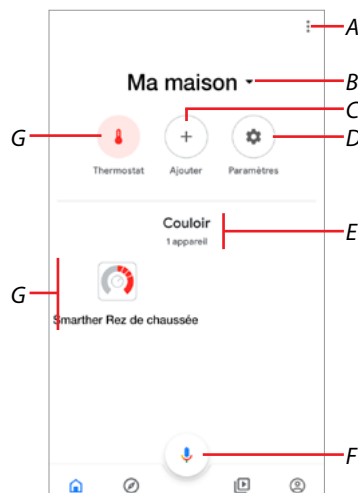 A
Ma maison
B
C
G
D
Thermostat Ajouter Paramètres
Couloir
1 appareil
E
G
Smarther Rez de chaussée
F